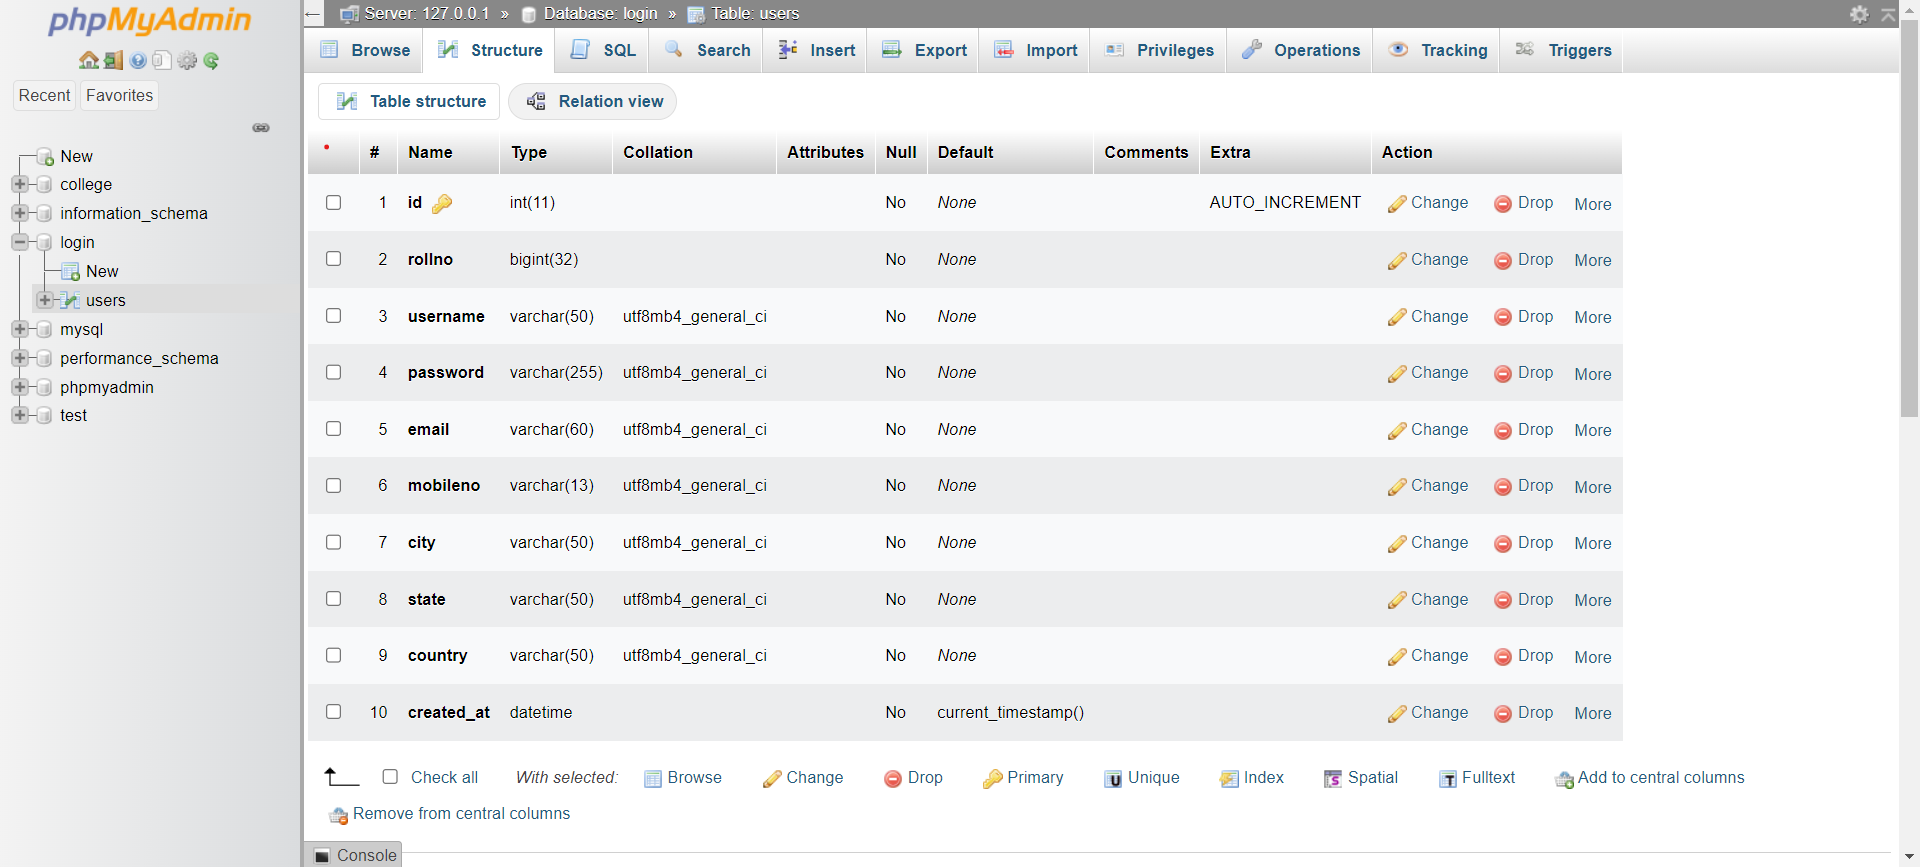 phpMyAdmin
Recent Favorites
New
college
information_schema
login
New
users
mysql
performance_schema
phpmyadmin
test
← Server: 127.0.0.1 » Database: login » Table: users
Browse Structure SQL Search Insert Export Import Privileges Operations Tracking Triggers
Table structure Relation view
# Name Type Collation Attributes Null Default Comments Extra Action
1 id int(11) No None AUTO_INCREMENT Change Drop More
2 rollno bigint(32) No None Change Drop More
3 username varchar(50) utf8mb4_general_ci No None Change Drop More
4 password varchar(255) utf8mb4_general_ci No None Change Drop More
5 email varchar(60) utf8mb4_general_ci No None Change Drop More
6 mobileno varchar(13) utf8mb4_general_ci No None Change Drop More
7 city varchar(50) utf8mb4_general_ci No None Change Drop More
8 state varchar(50) utf8mb4_general_ci No None Change Drop More
9 country varchar(50) utf8mb4_general_ci No None Change Drop More
10 created_at datetime No current_timestamp() Change Drop More
Check all With selected: Browse Change Drop Primary Unique Index Spatial Fulltext Add to central columns
Remove from central columns
Console